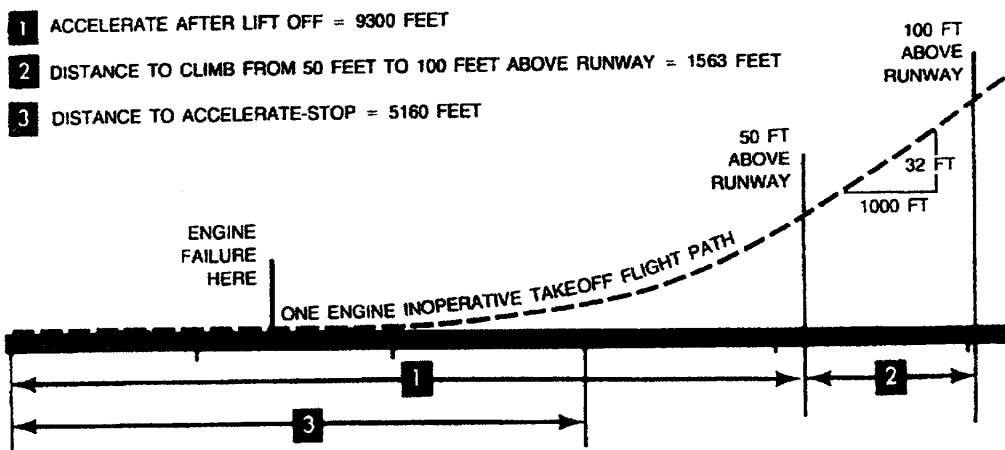 1 ACCELERATE AFTER LIFT OFF = 9300 FEET
2 DISTANCE TO CLIMB FROM 50 FEET TO 100 FEET ABOVE RUNWAY = 1563 FEET
3 DISTANCE TO ACCELERATE-STOP = 5160 FEET
100 FT
ABOVE
RUNWAY
50 FT
ABOVE
RUNWAY
32 FT
1000 FT
ENGINE
FAILURE
HERE
ONE ENGINE INOPERATIVE TAKEOFF FLIGHT PATH
1
2
3